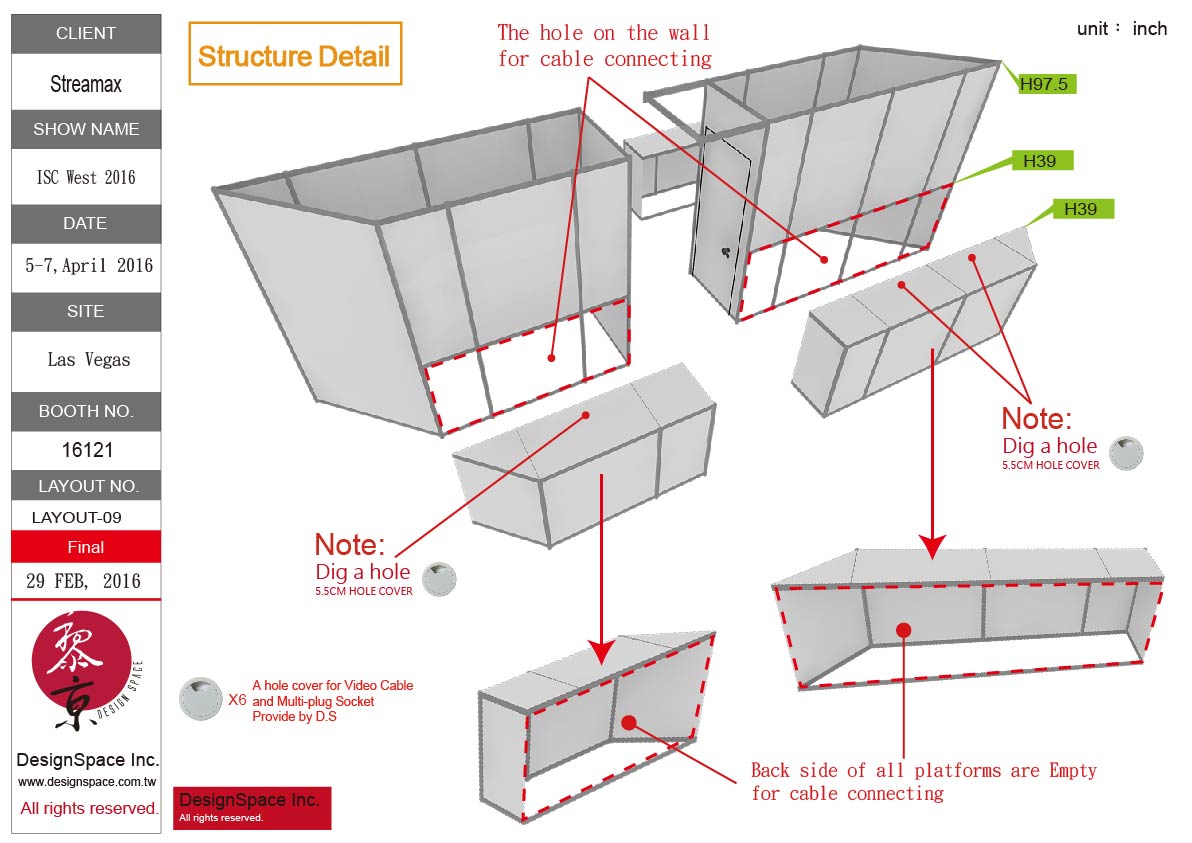 CLIENT
Streamax
SHOW NAME
ISC West 2016
DATE
5-7,April 2016
SITE
Las Vegas
BOOTH NO.
16121
LAYOUT NO.
LAYOUT-09
Final
29 FEB, 2016
黎
京
DESIGN SPACE
DesignSpace Inc.
www.designspace.com.tw
All rights reserved.
Structure Detail
The hole on the wall
for cable connecting
unit： inch
H97.5
H39
H39
Note:
Dig a hole
5.5CM HOLE COVER
Note:
Dig a hole
5.5CM HOLE COVER
X6
A hole cover for Video Cable
and Multi-plug Socket
Provide by D.S
Back side of all platforms are Empty
for cable connecting
DesignSpace Inc.
All rights reserved.